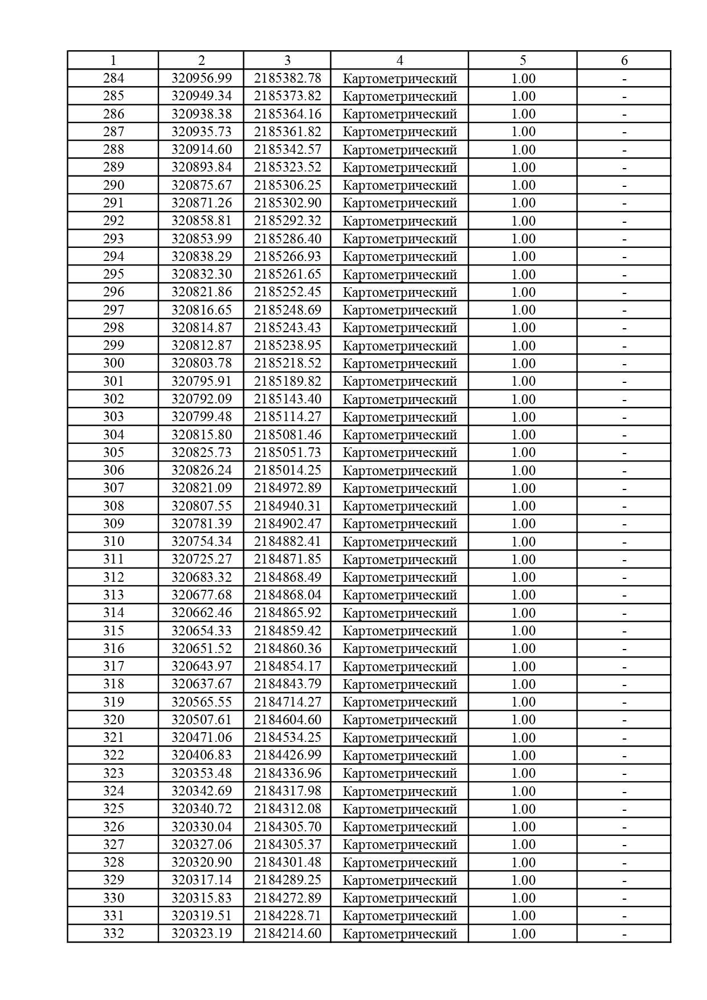 1 2 3 4 5 6
284 320956.99 2185382.78 Картометрический 1.00 -
285 320949.34 2185373.82 Картометрический 1.00 -
286 320938.38 2185364.16 Картометрический 1.00 -
287 320935.73 2185361.82 Картометрический 1.00 -
288 320914.60 2185342.57 Картометрический 1.00 -
289 320893.84 2185323.52 Картометрический 1.00 -
290 320875.67 2185306.25 Картометрический 1.00 -
291 320871.26 2185302.90 Картометрический 1.00 -
292 320858.81 2185292.32 Картометрический 1.00 -
293 320853.99 2185286.40 Картометрический 1.00 -
294 320838.29 2185266.93 Картометрический 1.00 -
295 320832.30 2185261.65 Картометрический 1.00 -
296 320821.86 2185252.45 Картометрический 1.00 -
297 320816.65 2185248.69 Картометрический 1.00 -
298 320814.87 2185243.43 Картометрический 1.00 -
299 320812.87 2185238.95 Картометрический 1.00 -
300 320803.78 2185218.52 Картометрический 1.00 -
301 320795.91 2185189.82 Картометрический 1.00 -
302 320792.09 2185143.40 Картометрический 1.00 -
303 320799.48 2185114.27 Картометрический 1.00 -
304 320815.80 2185081.46 Картометрический 1.00 -
305 320825.73 2185051.73 Картометрический 1.00 -
306 320826.24 2185014.25 Картометрический 1.00 -
307 320821.09 2184972.89 Картометрический 1.00 -
308 320807.55 2184940.31 Картометрический 1.00 -
309 320781.39 2184902.47 Картометрический 1.00 -
310 320754.34 2184882.41 Картометрический 1.00 -
311 320725.27 2184871.85 Картометрический 1.00 -
312 320683.32 2184868.49 Картометрический 1.00 -
313 320677.68 2184868.04 Картометрический 1.00 -
314 320662.46 2184865.92 Картометрический 1.00 -
315 320654.33 2184859.42 Картометрический 1.00 -
316 320651.52 2184860.36 Картометрический 1.00 -
317 320643.97 2184854.17 Картометрический 1.00 -
318 320637.67 2184843.79 Картометрический 1.00 -
319 320565.55 2184714.27 Картометрический 1.00 -
320 320507.61 2184604.60 Картометрический 1.00 -
321 320471.06 2184534.25 Картометрический 1.00 -
322 320406.83 2184426.99 Картометрический 1.00 -
323 320353.48 2184336.96 Картометрический 1.00 -
324 320342.69 2184317.98 Картометрический 1.00 -
325 320340.72 2184312.08 Картометрический 1.00 -
326 320330.04 2184305.70 Картометрический 1.00 -
327 320327.06 2184305.37 Картометрический 1.00 -
328 320320.90 2184301.48 Картометрический 1.00 -
329 320317.14 2184289.25 Картометрический 1.00 -
330 320315.83 2184272.89 Картометрический 1.00 -
331 320319.51 2184228.71 Картометрический 1.00 -
332 320323.19 2184214.60 Картометрический 1.00 -